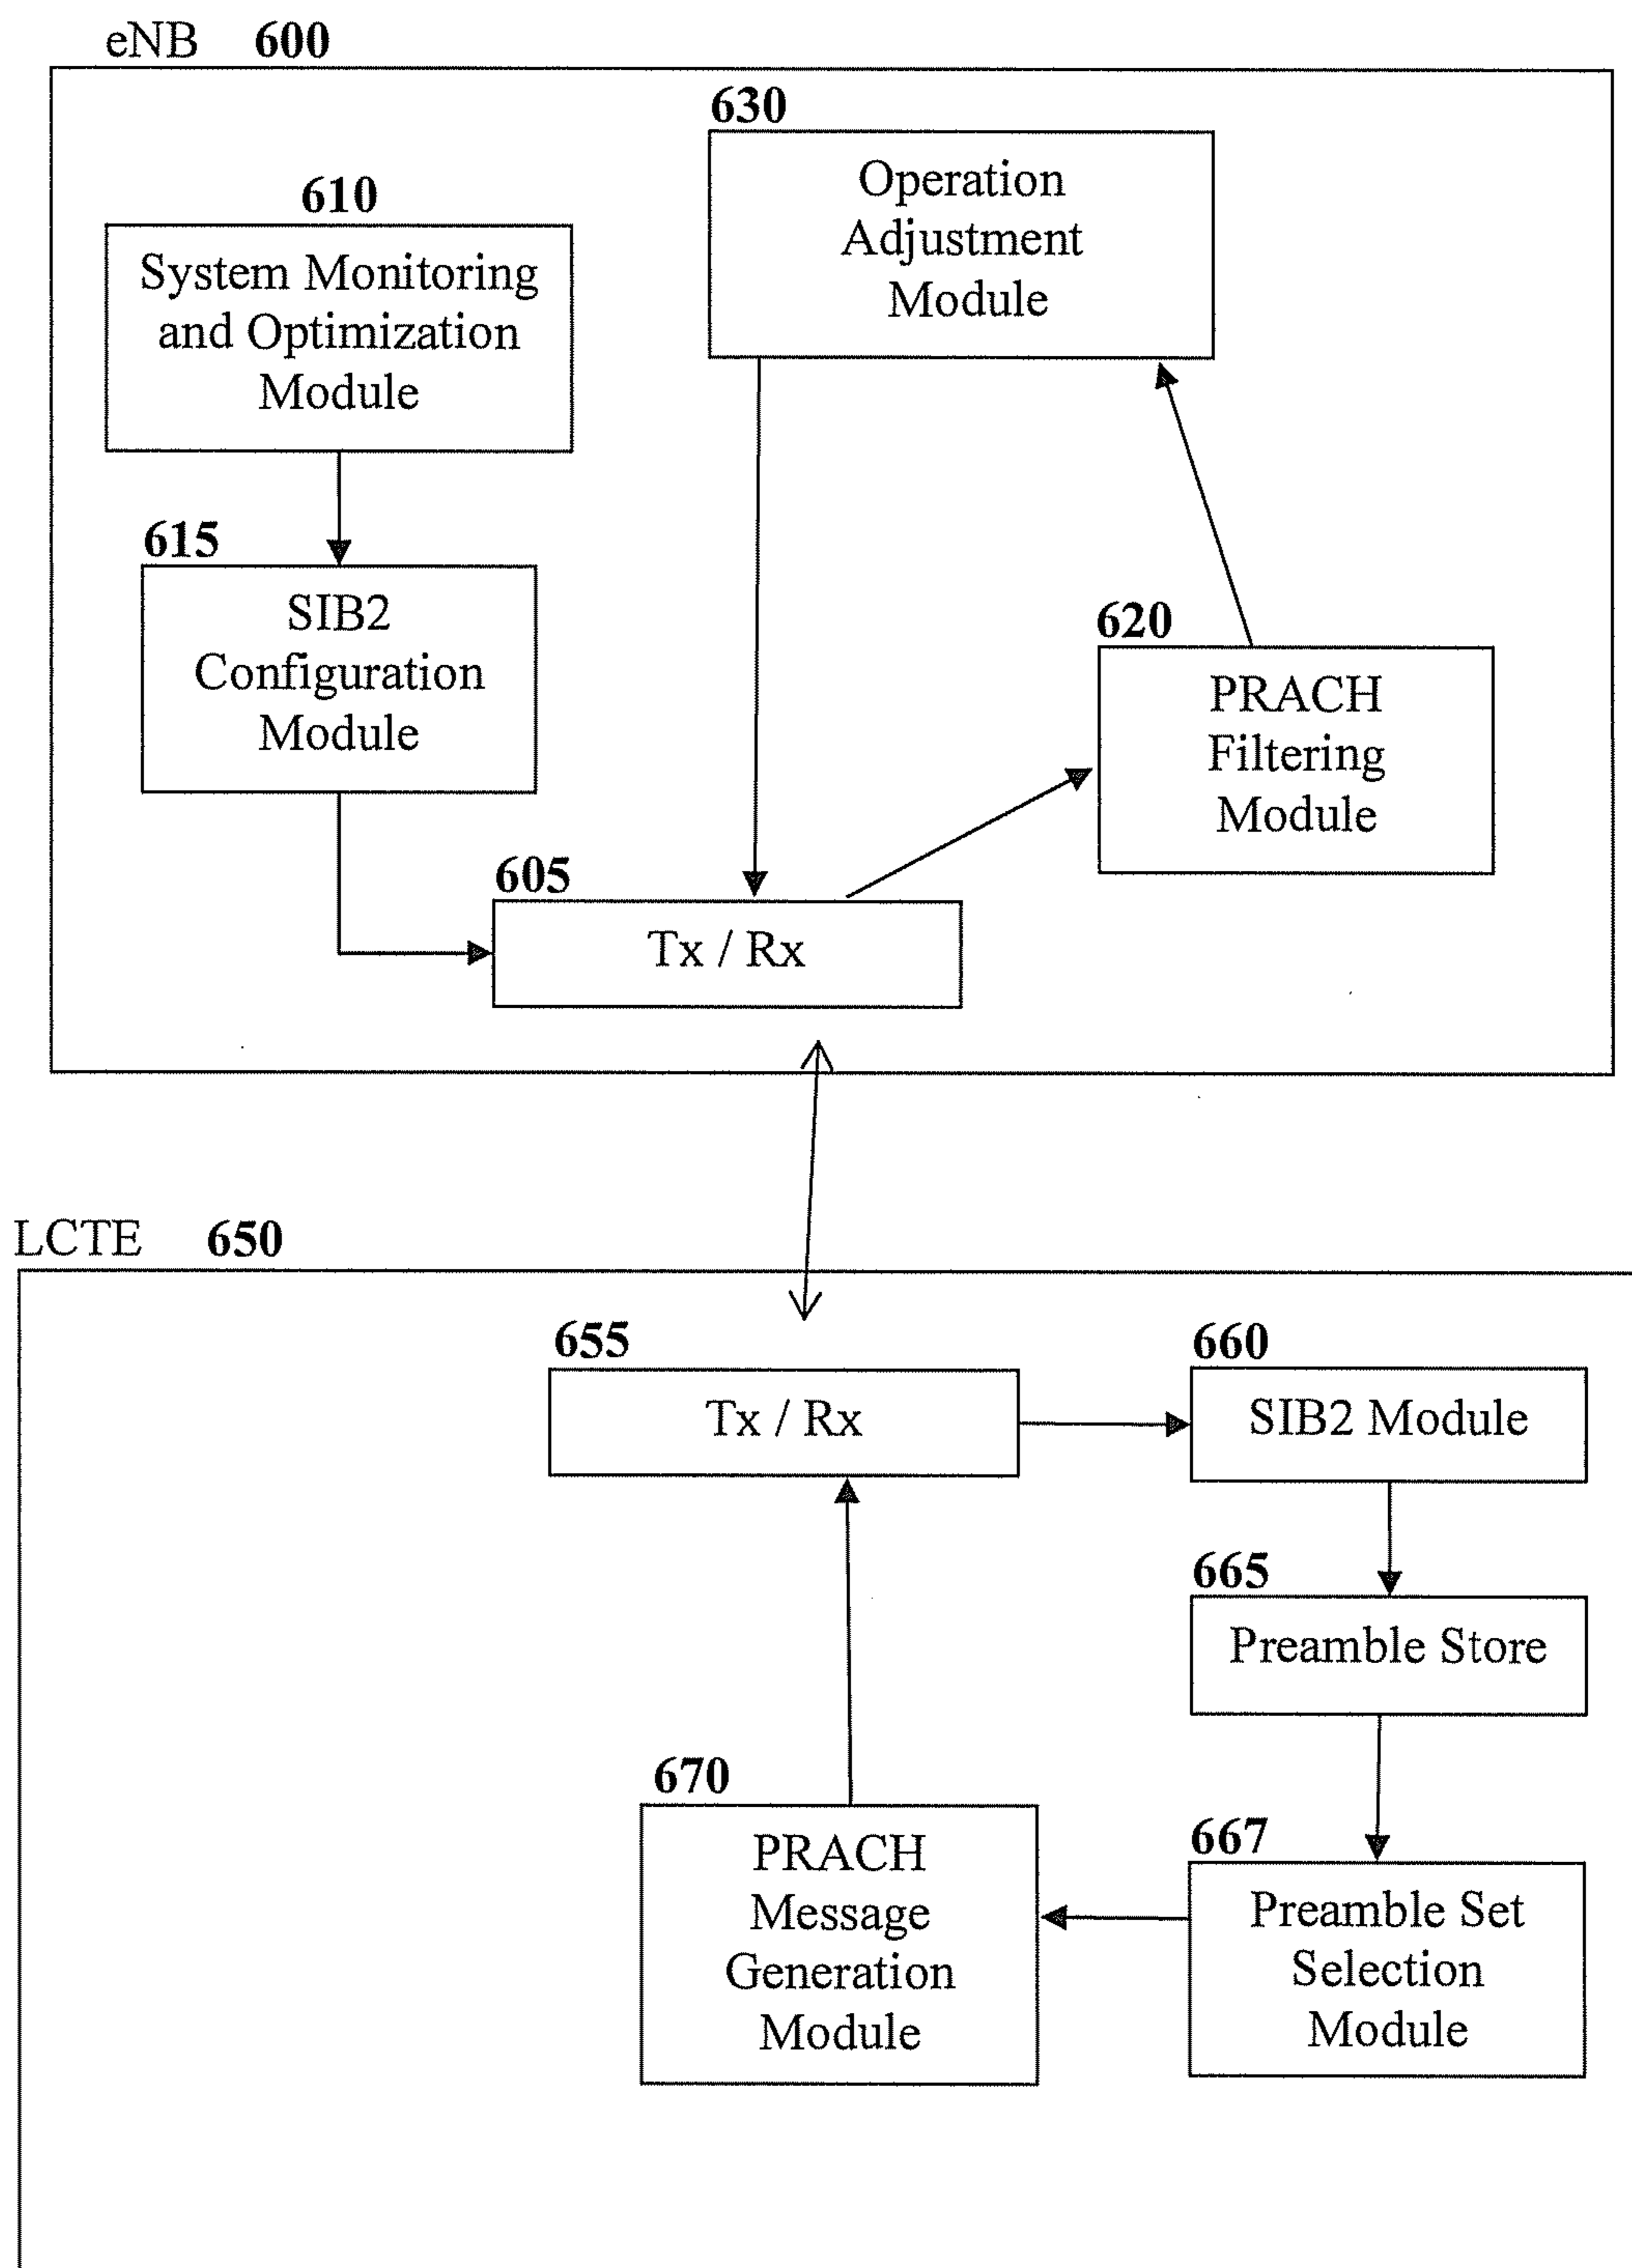 eNB 600
630
Operation
Adjustment
Module
610
System Monitoring
and Optimization
Module
615
SIB2
Configuration
Module
620
PRACH
Filtering
Module
605
Tx / Rx
LCTE 650
655
Tx / Rx
660
SIB2 Module
665
Preamble Store
670
PRACH
Message
Generation
Module
667
Preamble Set
Selection
Module